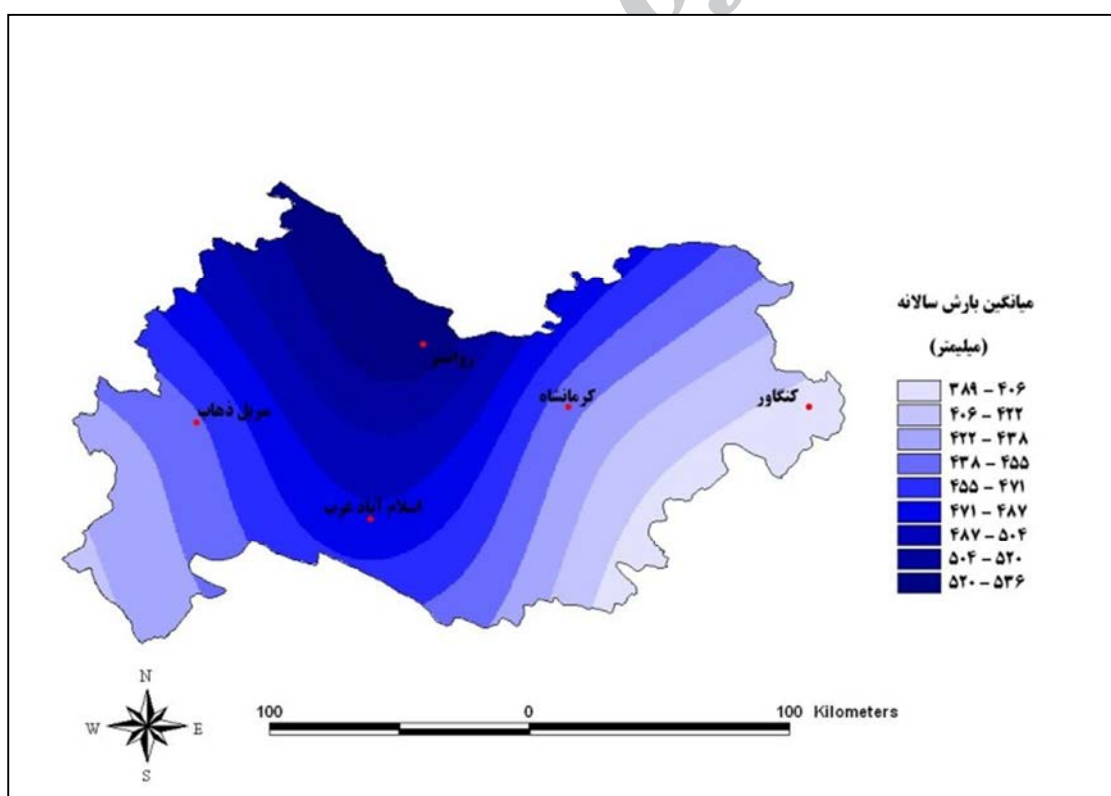 روانسر
کرمانشاه
کنگاور
سرپل ذهاب
اسلام آباد غرب
میانگین بارش سالانه
(میلیمتر)
۳۸۹ – ۴۰۶
۴۰۶ – ۴۲۲
۴۲۲ – ۴۳۸
۴۳۸ – ۴۵۵
۴۵۵ – ۴۷۱
۴۷۱ – ۴۸۷
۴۸۷ – ۵۰۴
۵۰۴ – ۵۲۰
۵۲۰ – ۵۳۶
N
W E
S
100 0 100 Kilometers